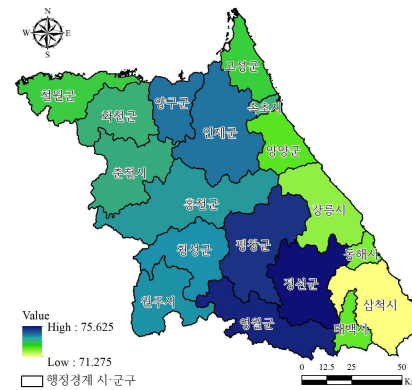 N
W E
S
고성군
철원군
화천군
양구군
속초시
인제군
양양군
춘천시
홍천군
강릉시
횡성군
평창군
동해시
정선군
원주시
삼척시
영월군
태백시
Value
High : 75.625
Low : 71.275
행정경계 시·군구
0 12.5 25 50